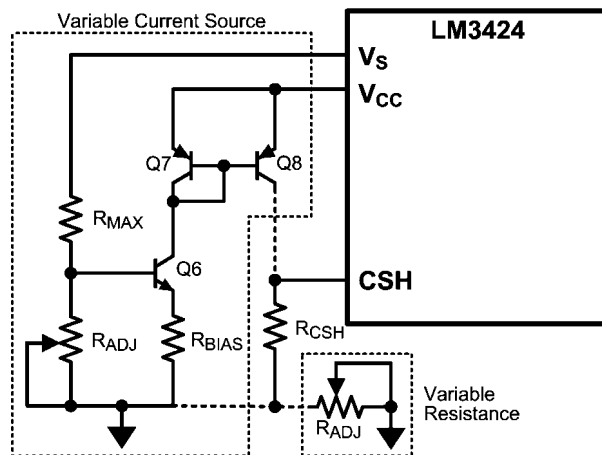 Variable Current Source
LM3424
VS
VCC
Q7
Q8
RMAX
Q6
CSH
RADJ
RBIAS
RCSH
RADJ
Variable
Resistance